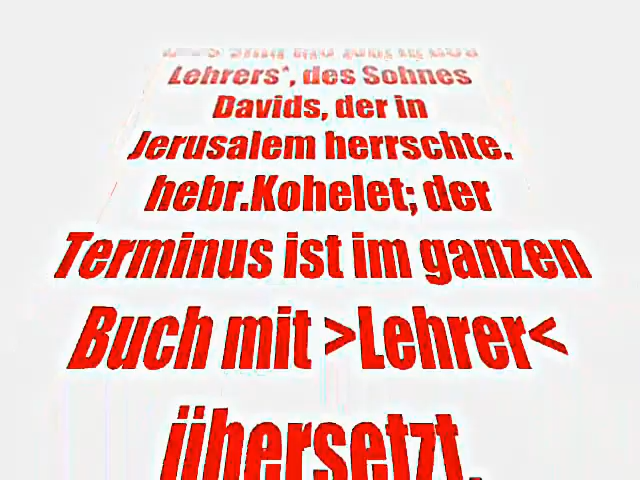 Lehrers*, des Sohnes
Davids, der in
Jerusalem herrschte.
hebr.Kohelet; der
Terminus ist im ganzen
Buch mit >Lehrer<
übersetzt.